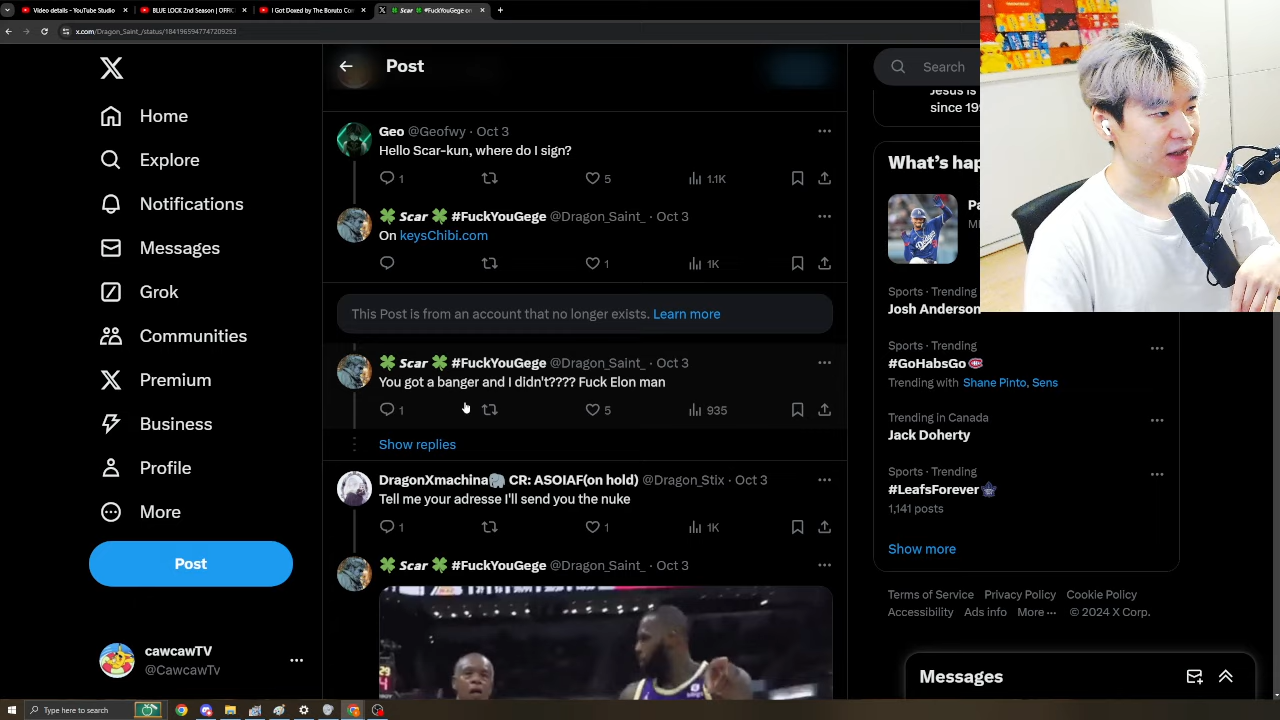 Video details - YouTube Studio
BLUE LOCK 2nd Season | OFFIC
I Got Doxed by The Boruto Con
Scar #FuckYouGege on
x.com/Dragon_Saint_/status/1841965947747209253
Home
Explore
Notifications
Messages
Grok
Communities
Premium
Business
Profile
More
Post
cawcawTV
@CawcawTv
Post
Geo @Geofwy · Oct 3
Hello Scar-kun, where do I sign?
1 5 1.1K
🍀 Scar 🍀 #FuckYouGege @Dragon_Saint_ · Oct 3
On keysChibi.com
1 1K
This Post is from an account that no longer exists. Learn more
🍀 Scar 🍀 #FuckYouGege @Dragon_Saint_ · Oct 3
You got a banger and I didn't???? Fuck Elon man
1 5 935
Show replies
DragonXmachina🐘 CR: ASOIAF(on hold) @Dragon_Stix · Oct 3
Tell me your adresse I'll send you the nuke
1 1 1K
🍀 Scar 🍀 #FuckYouGege @Dragon_Saint_ · Oct 3
Search
Jesus is
since 19
What's hap
Sports · Trending
Josh Anderson
Sports · Trending
#GoHabsGo
Trending with Shane Pinto, Sens
Trending in Canada
Jack Doherty
Sports · Trending
#LeafsForever
1,141 posts
Show more
Terms of Service Privacy Policy Cookie Policy
Accessibility Ads info More ··· © 2024 X Corp.
Messages
Type here to search